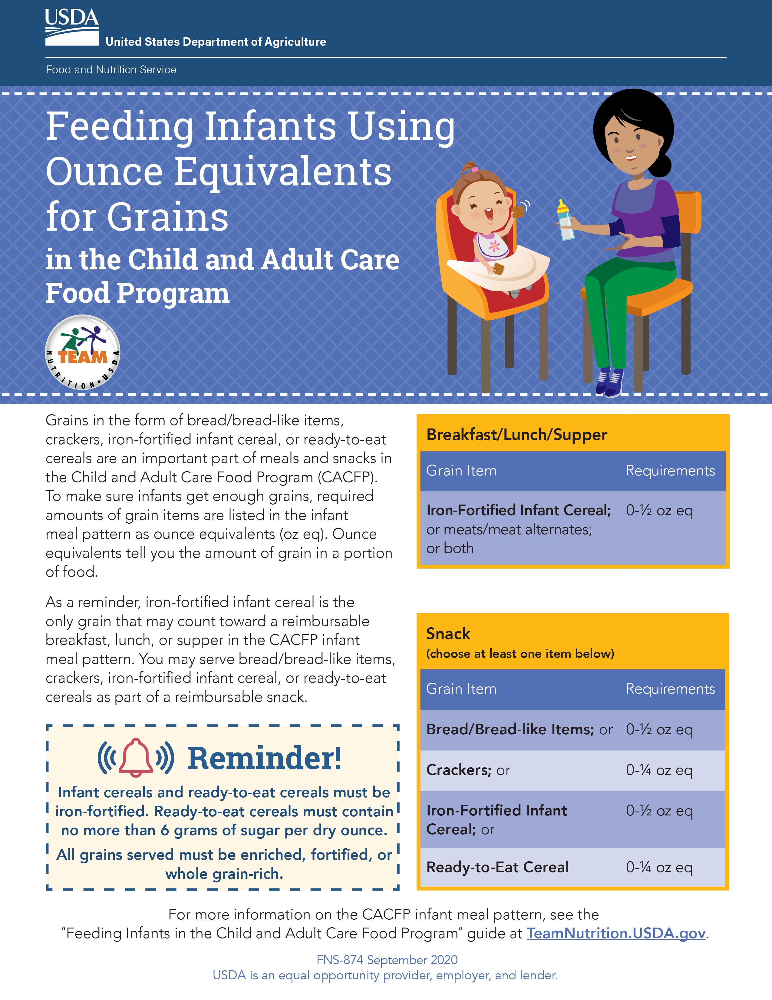 USDA
United States Department of Agriculture
Food and Nutrition Service
Feeding Infants Using
Ounce Equivalents
for Grains
in the Child and Adult Care
Food Program
TEAM
NUTRITION • USDA
Grains in the form of bread/bread-like items,
crackers, iron-fortified infant cereal, or ready-to-eat
cereals are an important part of meals and snacks in
the Child and Adult Care Food Program (CACFP).
To make sure infants get enough grains, required
amounts of grain items are listed in the infant
meal pattern as ounce equivalents (oz eq). Ounce
equivalents tell you the amount of grain in a portion
of food.
As a reminder, iron-fortified infant cereal is the
only grain that may count toward a reimbursable
breakfast, lunch, or supper in the CACFP infant
meal pattern. You may serve bread/bread-like items,
crackers, iron-fortified infant cereal, or ready-to-eat
cereals as part of a reimbursable snack.
Reminder!
Infant cereals and ready-to-eat cereals must be
iron-fortified. Ready-to-eat cereals must contain
no more than 6 grams of sugar per dry ounce.
All grains served must be enriched, fortified, or
whole grain-rich.
Breakfast/Lunch/Supper
Grain Item Requirements
Iron-Fortified Infant Cereal; 0-½ oz eq
or meats/meat alternates;
or both
Snack
(choose at least one item below)
Grain Item Requirements
Bread/Bread-like Items; or 0-½ oz eq
Crackers; or 0-¼ oz eq
Iron-Fortified Infant 0-½ oz eq
Cereal; or
Ready-to-Eat Cereal 0-¼ oz eq
For more information on the CACFP infant meal pattern, see the
“Feeding Infants in the Child and Adult Care Food Program” guide at TeamNutrition.USDA.gov.
FNS-874 September 2020
USDA is an equal opportunity provider, employer, and lender.